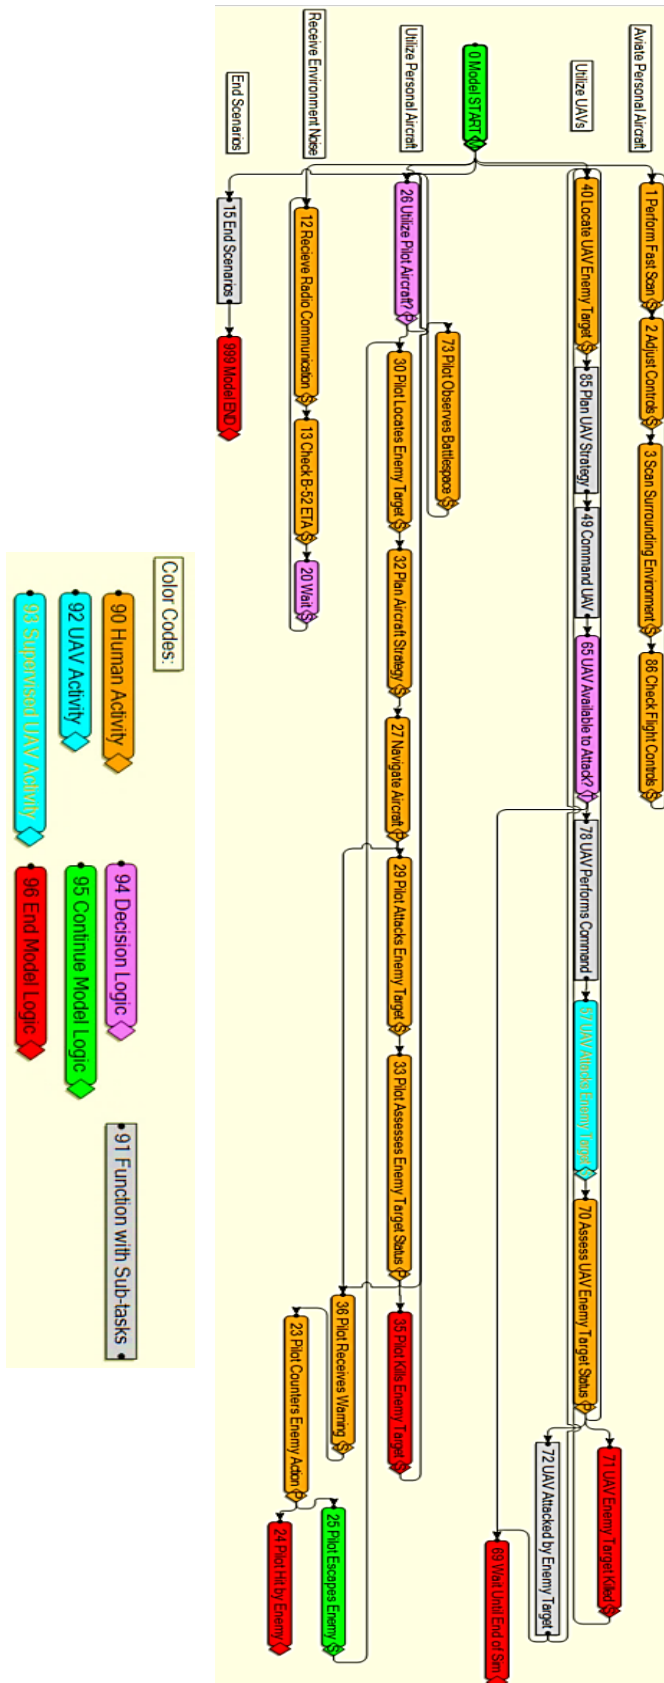 Aviate Personal Aircraft
1 Perform Fast Scan S
2 Adjust Controls S
3 Scan Surrounding Environment S
86 Check Flight Controls S
Utilize UAVs
40 Locate UAV Enemy Target S
85 Plan UAV Strategy
49 Command UAV
65 UAV Available to Attack? T
78 UAV Performs Command
57 UAV Attacks Enemy Target S
70 Assess UAV Enemy Target Status P
71 UAV Enemy Target Killed S
72 UAV Attacked by Enemy Target
69 Wait Until End of Sim
0 Model START M
Utilize Personal Aircraft
26 Utilize Pilot Aircraft? P
73 Pilot Observes Battlespace S
30 Pilot Locates Enemy Target S
32 Plan Aircraft Strategy S
27 Navigate Aircraft P
29 Pilot Attacks Enemy Target S
33 Pilot Assesses Enemy Target Status P
35 Pilot Kills Enemy Target S
36 Pilot Receives Warning S
23 Pilot Counters Enemy Action P
25 Pilot Escapes Enemy S
24 Pilot Hit by Enemy
Receive Environment Noise
12 Recieve Radio Communication S
13 Check B-52 ETA S
20 Wait S
End Scenarios
15 End Scenarios
999 Model END
Color Codes:
90 Human Activity
92 UAV Activity
93 Supervised UAV Activity
94 Decision Logic
95 Continue Model Logic
96 End Model Logic
91 Function with Sub-tasks